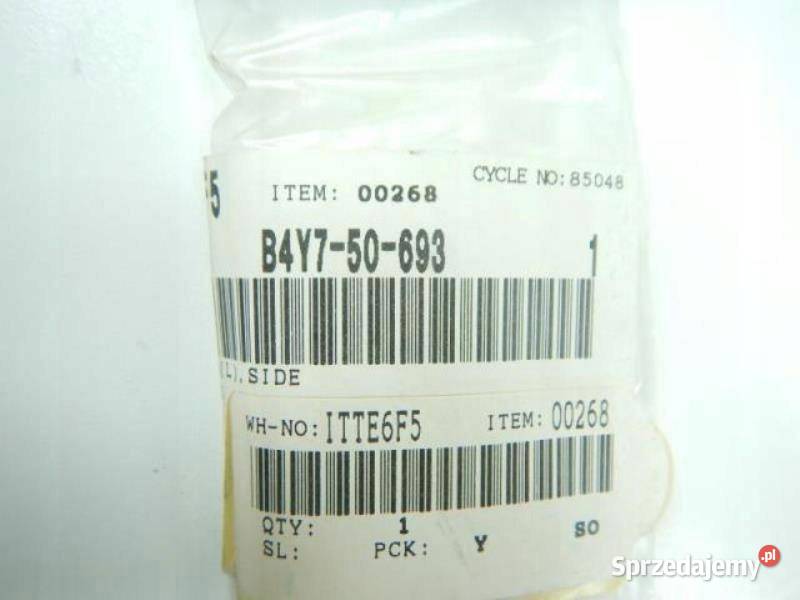 CYCLE NO:85048
5 ITEM: 00268
B4Y7-50-693 1
(L).SIDE
WH-NO:ITTE6F5 ITEM:00268
QTY: 1 SO
SL: PCK: Y
Sprzedajemy.pl